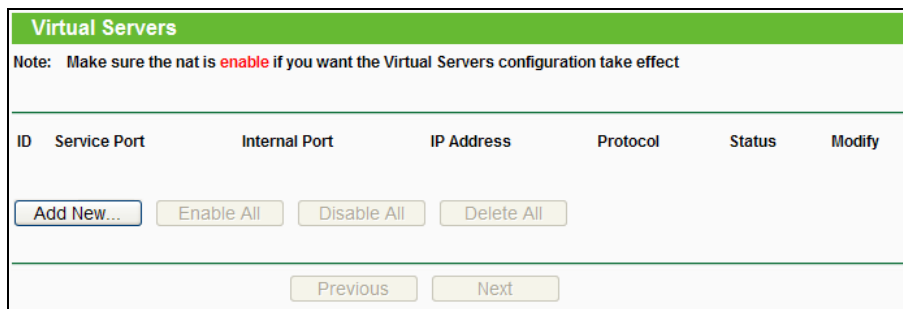 Virtual Servers
Note: Make sure the nat is enable if you want the Virtual Servers configuration take effect
ID Service Port Internal Port IP Address Protocol Status Modify
Add New... Enable All Disable All Delete All
Previous Next